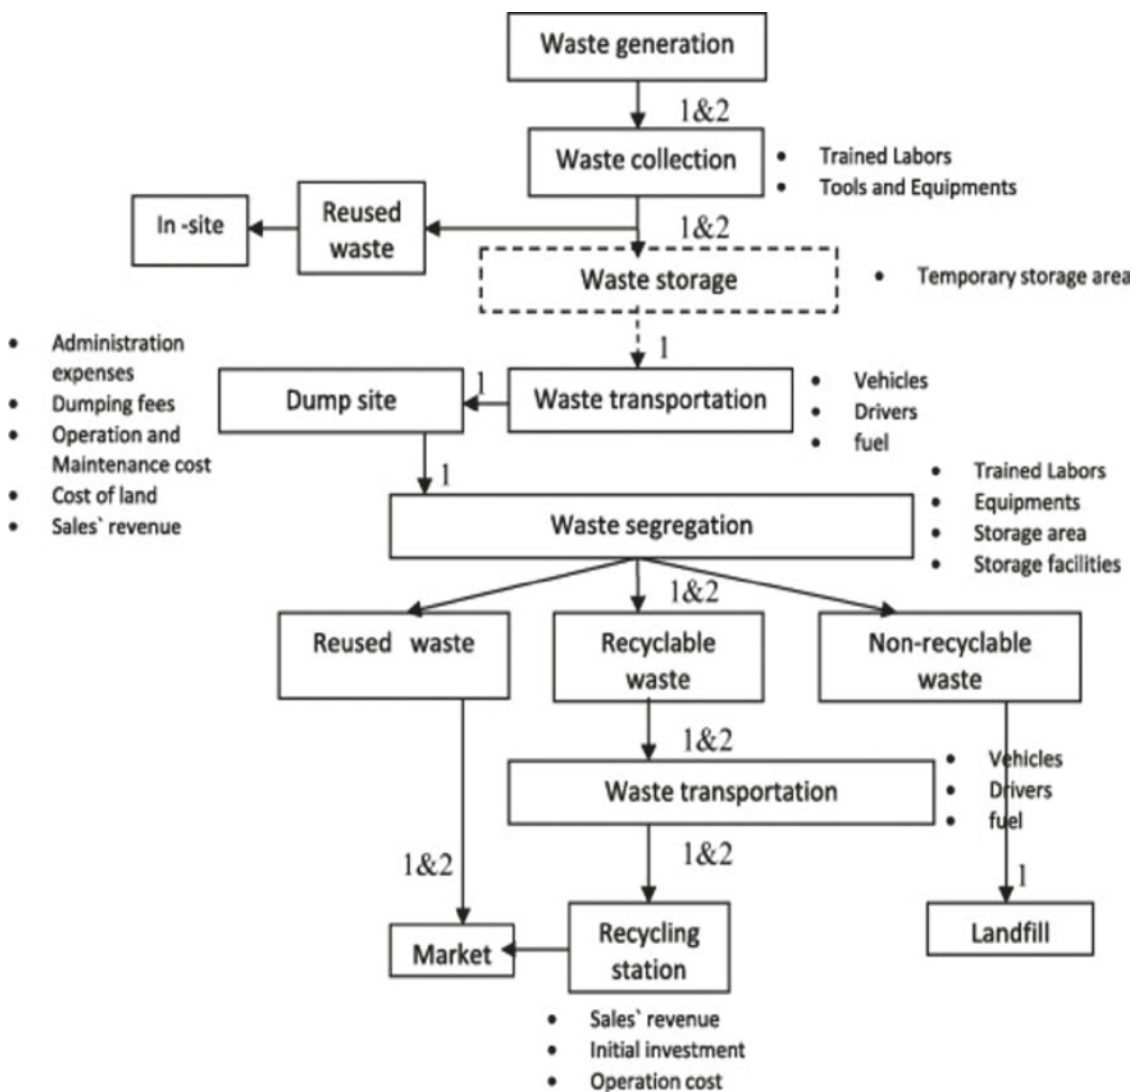 Waste generation
1&2
Waste collection
• Trained Labors
• Tools and Equipments
In -site
Reused
waste
1&2
Waste storage
• Temporary storage area
1
• Administration
expenses
• Dumping fees
• Operation and
Maintenance cost
• Cost of land
• Sales` revenue
Dump site
1
Waste transportation
• Vehicles
• Drivers
• fuel
1
Waste segregation
• Trained Labors
• Equipments
• Storage area
• Storage facilities
1&2
Reused waste
Recyclable
waste
Non-recyclable
waste
1&2
Waste transportation
• Vehicles
• Drivers
• fuel
1&2
1&2
1
Market
Recycling
station
Landfill
• Sales` revenue
• Initial investment
• Operation cost